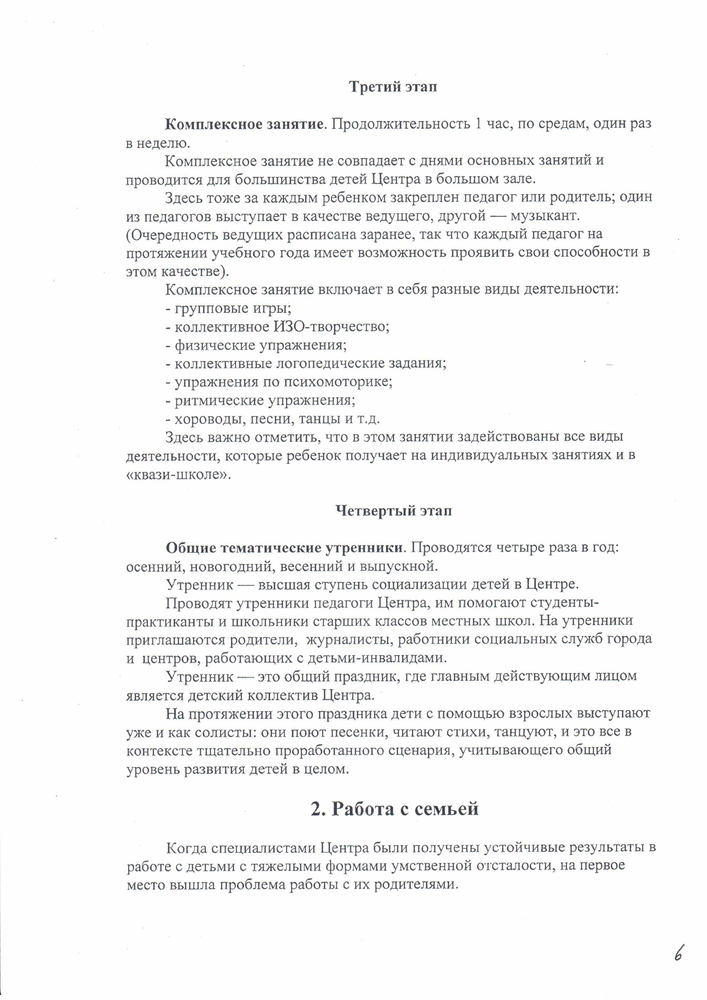 Третий этап
Комплексное занятие. Продолжительность 1 час, по средам, один раз
в неделю.
Комплексное занятие не совпадает с днями основных занятий и
проводится для большинства детей Центра в большом зале.
Здесь тоже за каждым ребенком закреплен педагог или родитель; один
из педагогов выступает в качестве ведущего, другой — музыкант.
(Очередность ведущих расписана заранее, так что каждый педагог на
протяжении учебного года имеет возможность проявить свои способности в
этом качестве).
Комплексное занятие включает в себя разные виды деятельности:
- групповые игры;
- коллективное ИЗО-творчество;
- физические упражнения;
- коллективные логопедические задания;
- упражнения по психомоторике;
- ритмические упражнения;
- хороводы, песни, танцы и т.д.
Здесь важно отметить, что в этом занятии задействованы все виды
деятельности, которые ребенок получает на индивидуальных занятиях и в
«квази-школе».
Четвертый этап
Общие тематические утренники. Проводятся четыре раза в год:
осенний, новогодний, весенний и выпускной.
Утренник — высшая ступень социализации детей в Центре.
Проводят утренники педагоги Центра, им помогают студенты-
практиканты и школьники старших классов местных школ. На утренники
приглашаются родители,  журналисты, работники социальных служб города
и  центров, работающих с детьми-инвалидами.
Утренник — это общий праздник, где главным действующим лицом
является детский коллектив Центра.
На протяжении этого праздника дети с помощью взрослых выступают
уже и как солисты: они поют песенки, читают стихи, танцуют, и это все в
контексте тщательно проработанного сценария, учитывающего общий
уровень развития детей в целом.
2. Работа с семьей
Когда специалистами Центра были получены устойчивые результаты в
работе с детьми с тяжелыми формами умственной отсталости, на первое
место вышла проблема работы с их родителями.
6